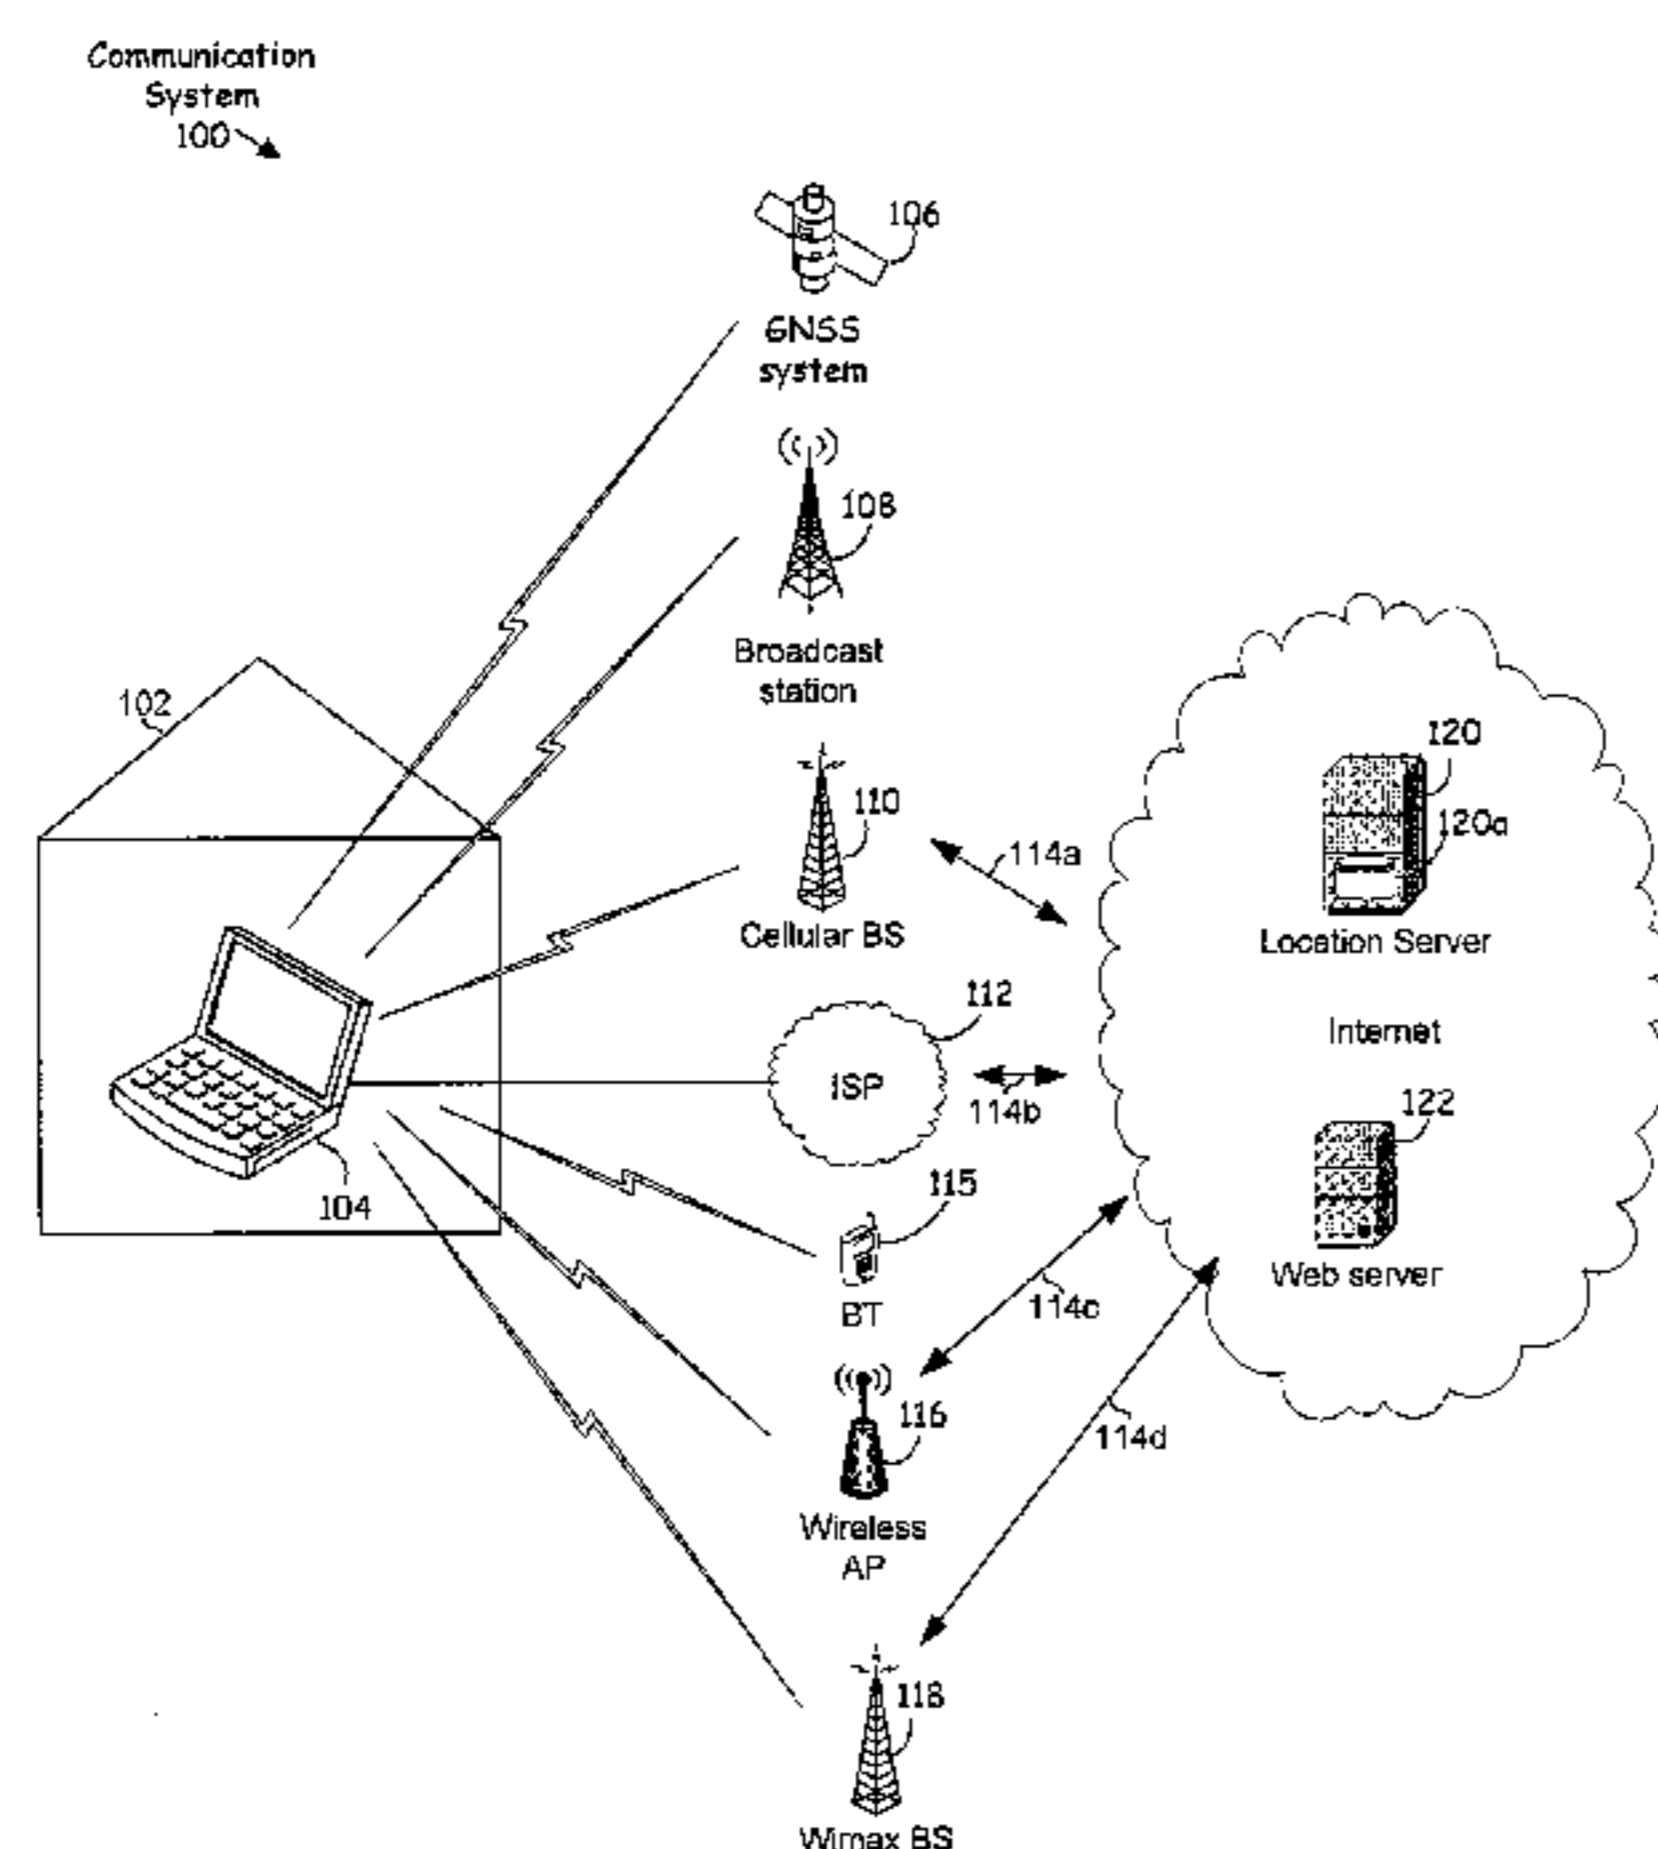 Communication
System
100
106
GNSS
system
108
Broadcast
station
102
110
Cellular BS
114a
120
120a
Location Server
112
ISP
114b
Internet
104
115
BT
114c
122
Web server
116
Wireless
AP
114d
118
Wimax BS